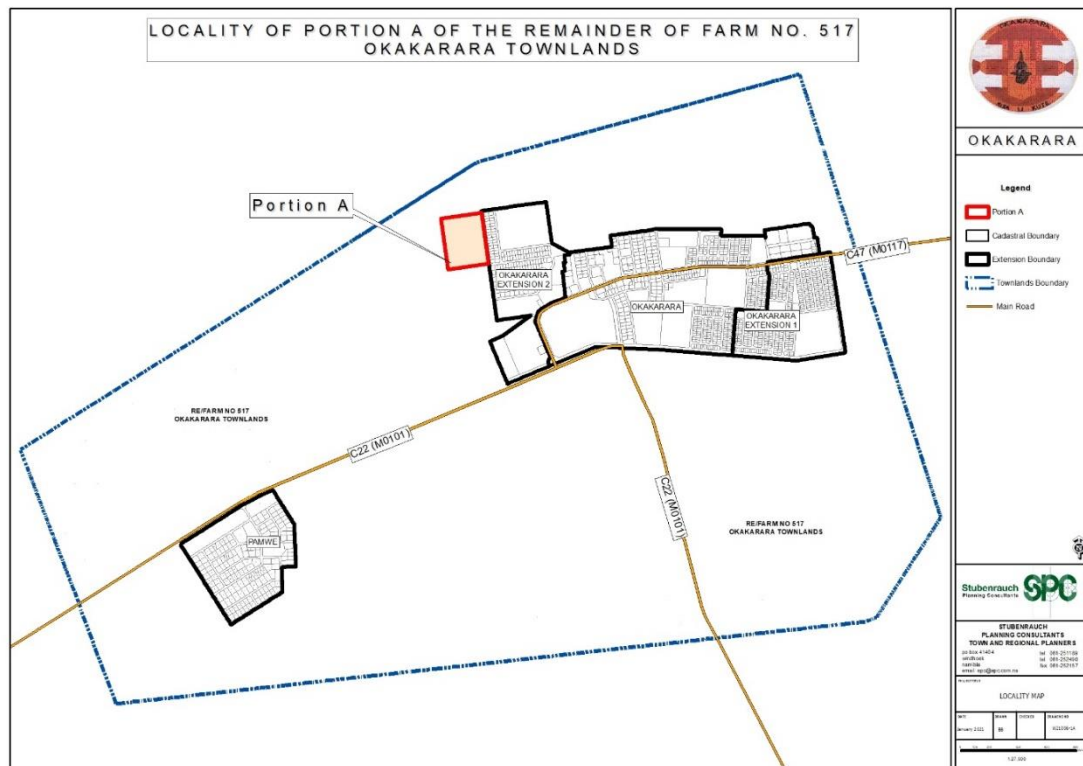 LOCALITY OF PORTION A OF THE REMAINDER OF FARM NO. 517
OKAKARARA TOWNLANDS
Portion A
OKAKARARA
EXTENSION 2
OKAKARARA
OKAKARARA
EXTENSION 1
C47 (M0117)
RE/FARM NO 517
OKAKARARA TOWNLANDS
C22 (M0101)
C22 (M0101)
RE/FARM NO 517
OKAKARARA TOWNLANDS
PAMWE
OKAKARARA
OKAKARARA
Legend
Portion A
Cadastral Boundary
Extension Boundary
Townlands Boundary
Main Road
Stubenrauch
Planning Consultants
SPC
STUBENRAUCH
PLANNING CONSULTANTS
TOWN AND REGIONAL PLANNERS
windhoek
namibia
LOCALITY MAP
January 2021